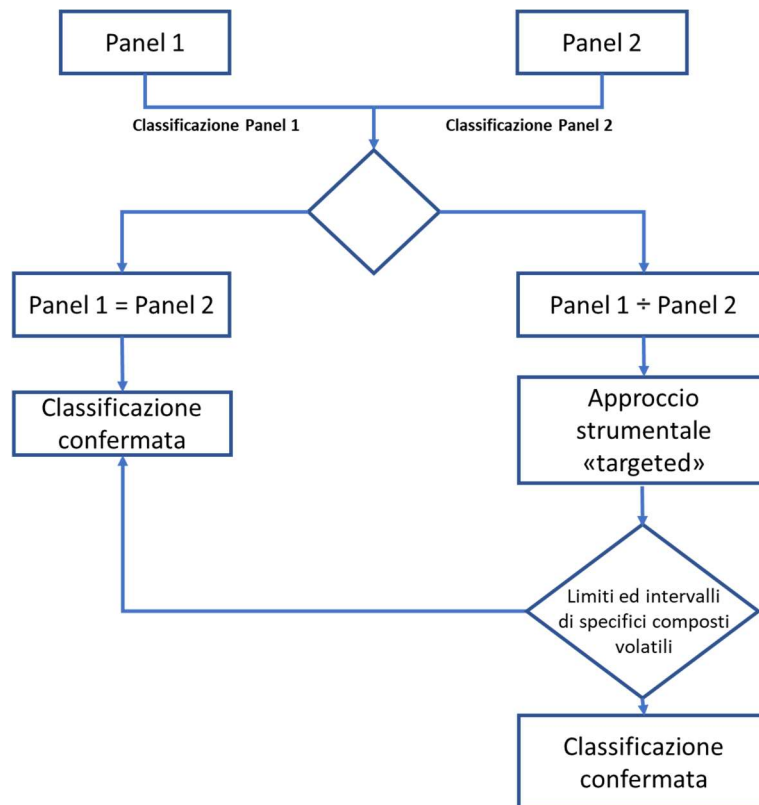 Panel 1
Panel 2
Classificazione Panel 1
Classificazione Panel 2
Panel 1 = Panel 2
Panel 1 ÷ Panel 2
Classificazione
confermata
Approccio
strumentale
«targeted»
Limiti ed intervalli
di specifici composti
volatili
Classificazione
confermata